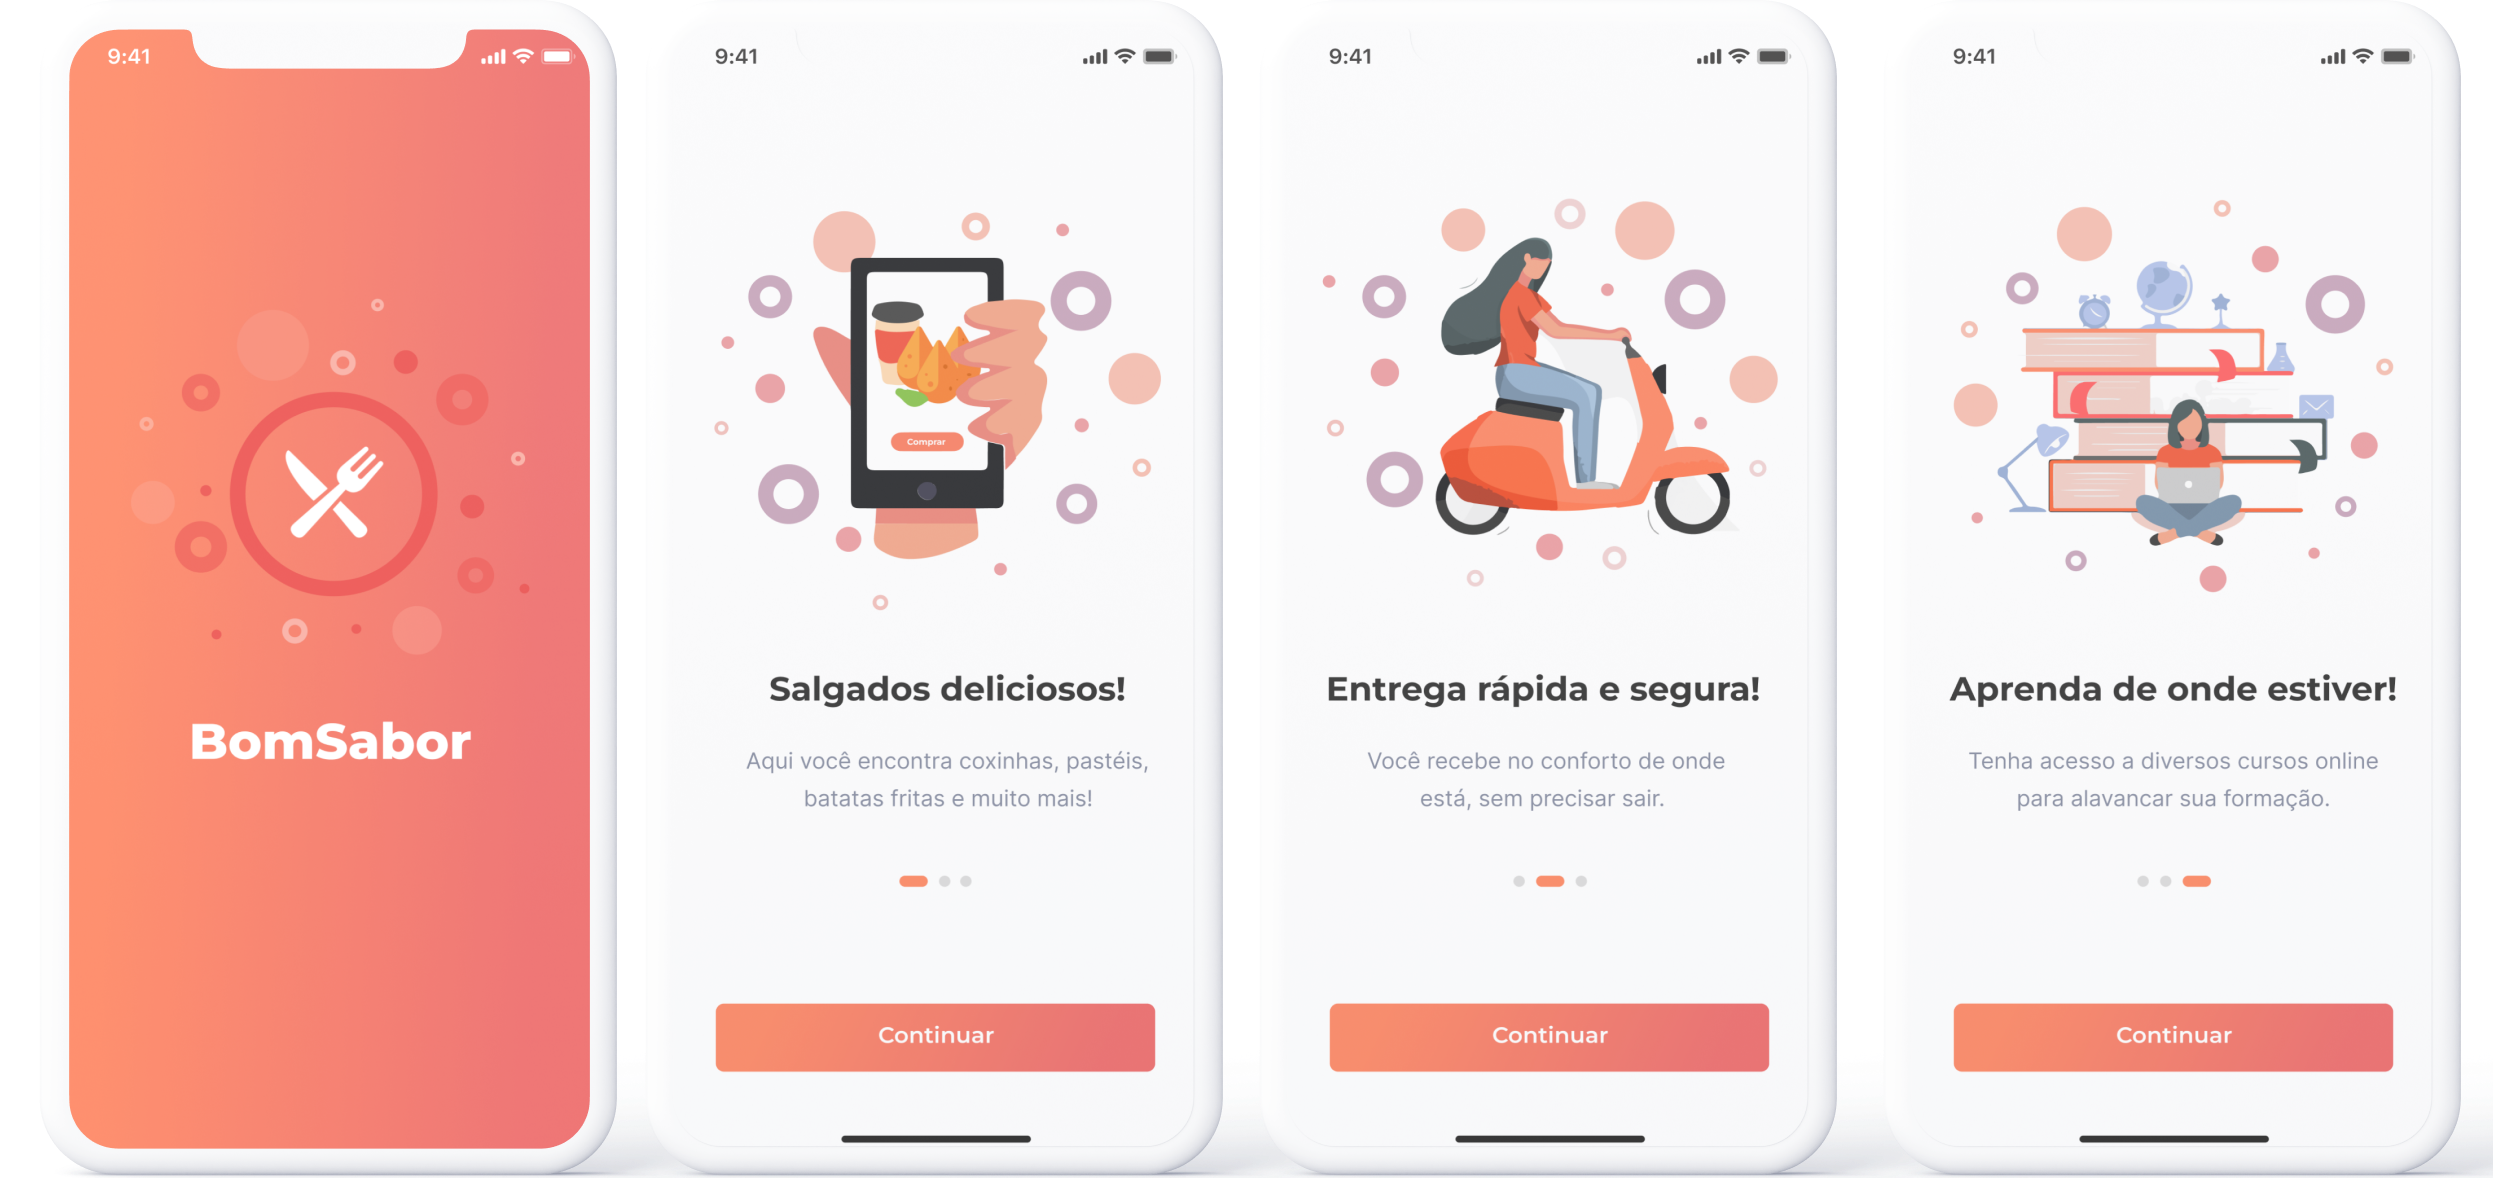 9:41
BomSabor
9:41
Comprar
Salgados deliciosos!
Aqui você encontra coxinhas, pastéis,
batatas fritas e muito mais!
Continuar
9:41
Entrega rápida e segura!
Você recebe no conforto de onde
está, sem precisar sair.
Continuar
9:41
Aprenda de onde estiver!
Tenha acesso a diversos cursos online
para alavancar sua formação.
Continuar